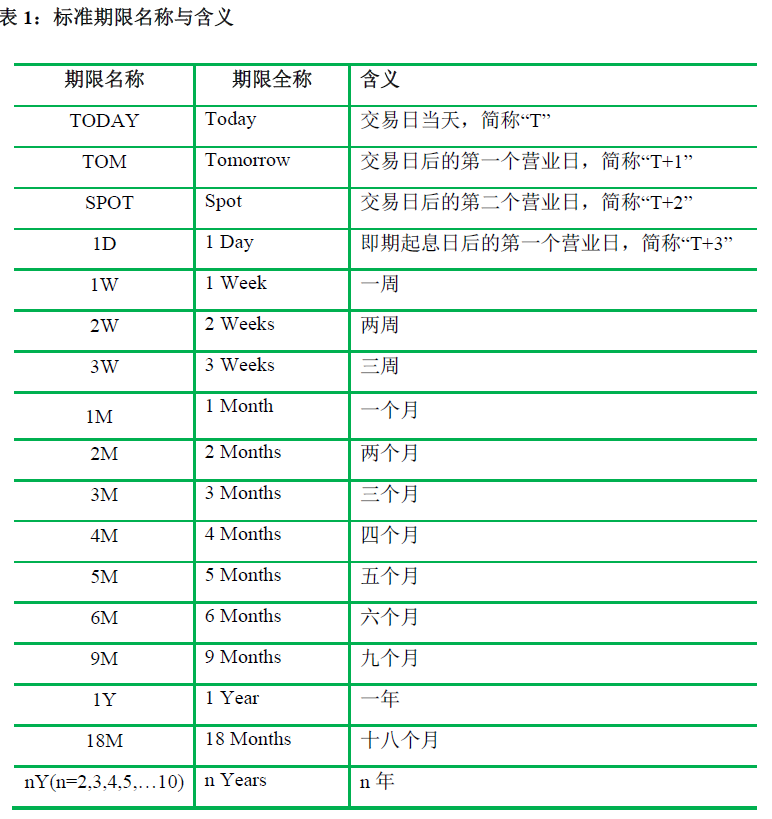 表 1：标准期限名称与含义
期限名称 期限全称 含义
TODAY Today 交易日当天，简称“T”
TOM Tomorrow 交易日后的第一个营业日，简称“T+1”
SPOT Spot 交易日后的第二个营业日，简称“T+2”
1D 1 Day 即期起息日后的第一个营业日，简称“T+3”
1W 1 Week 一周
2W 2 Weeks 两周
3W 3 Weeks 三周
1M 1 Month 一个月
2M 2 Months 两个月
3M 3 Months 三个月
4M 4 Months 四个月
5M 5 Months 五个月
6M 6 Months 六个月
9M 9 Months 九个月
1Y 1 Year 一年
18M 18 Months 十八个月
nY(n=2,3,4,5,…10) n Years n 年